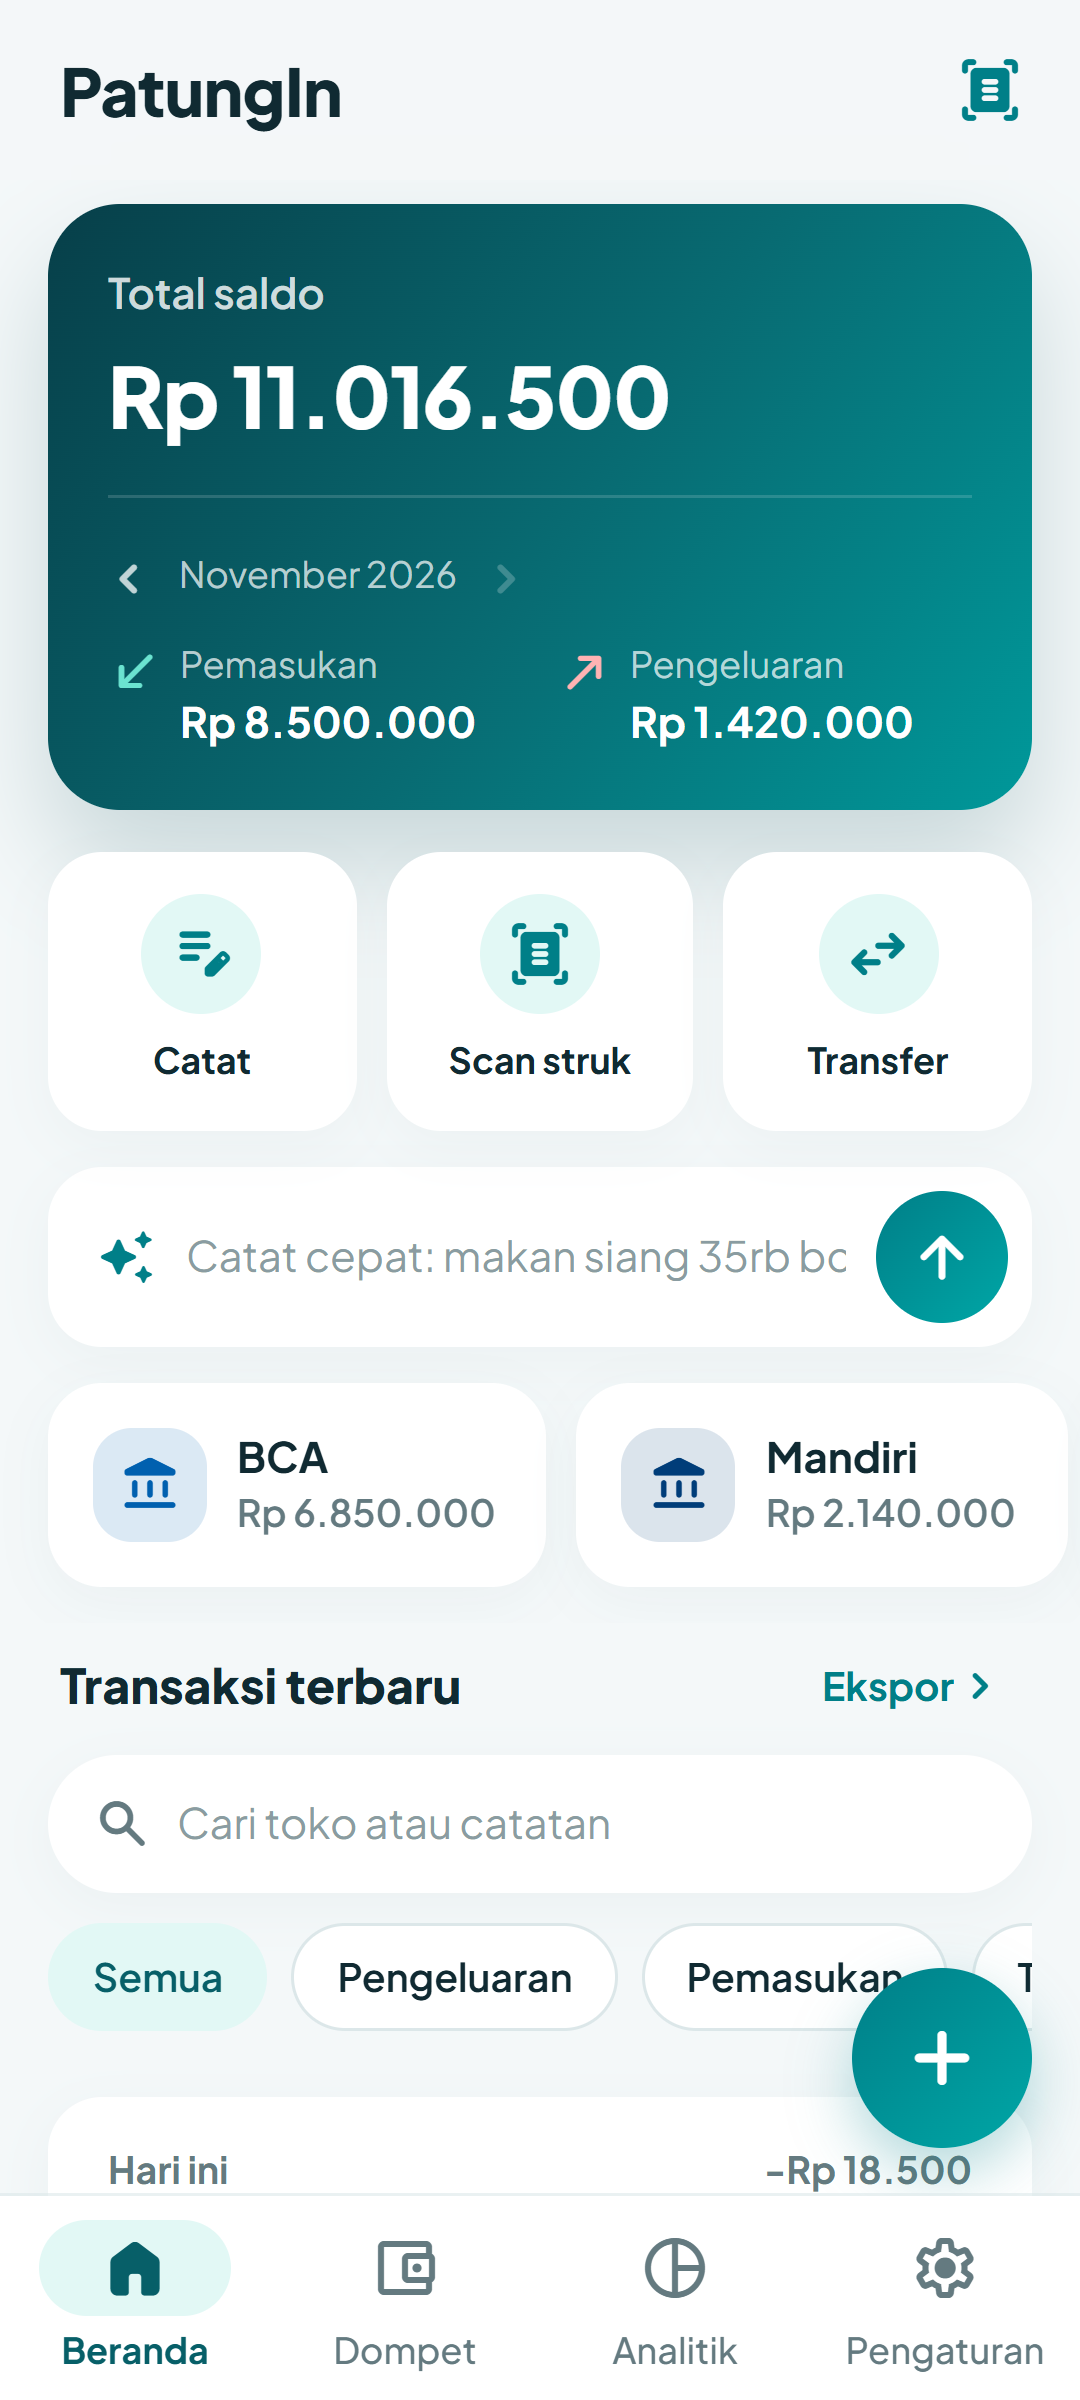 PatungIn
Total saldo
Rp 11.016.500
November 2026
Pemasukan
Rp 8.500.000
Pengeluaran
Rp 1.420.000
Catat
Scan struk
Transfer
Catat cepat: makan siang 35rb
BCA
Rp 6.850.000
Mandiri
Rp 2.140.000
Transaksi terbaru
Ekspor
Cari toko atau catatan
Semua
Pengeluaran
Pemasukan
Hari ini
-Rp 18.500
Beranda
Dompet
Analitik
Pengaturan